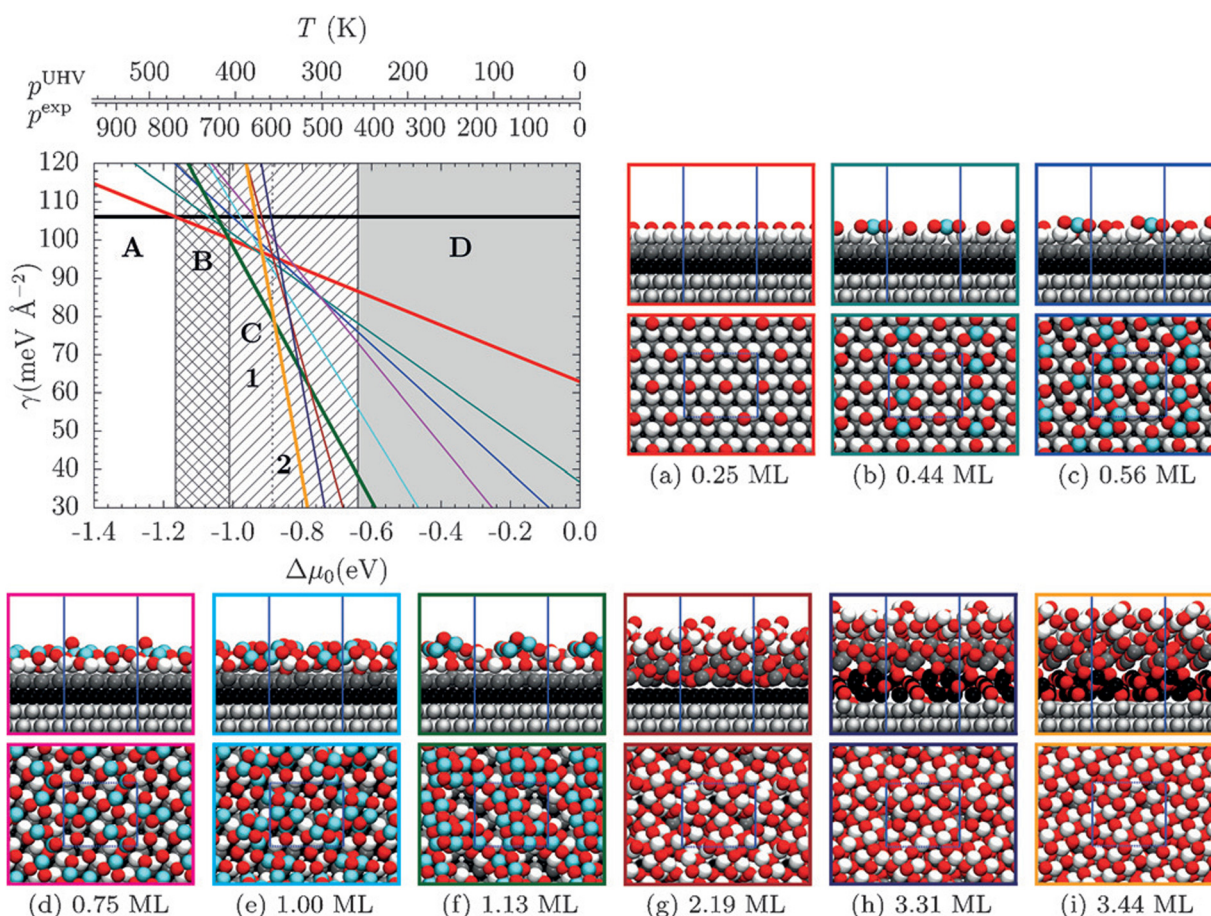 T (K)
500 400 300 200 100 0
p^UHV
p^exp
900 800 700 600 500 400 300 200 100 0
120
110
100
90
80
70
60
50
40
30
γ(meV Å⁻²)
A
B
C
D
1
2
-1.4 -1.2 -1.0 -0.8 -0.6 -0.4 -0.2 0.0
Δμ₀(eV)
(a) 0.25 ML
(b) 0.44 ML
(c) 0.56 ML
(d) 0.75 ML
(e) 1.00 ML
(f) 1.13 ML
(g) 2.19 ML
(h) 3.31 ML
(i) 3.44 ML